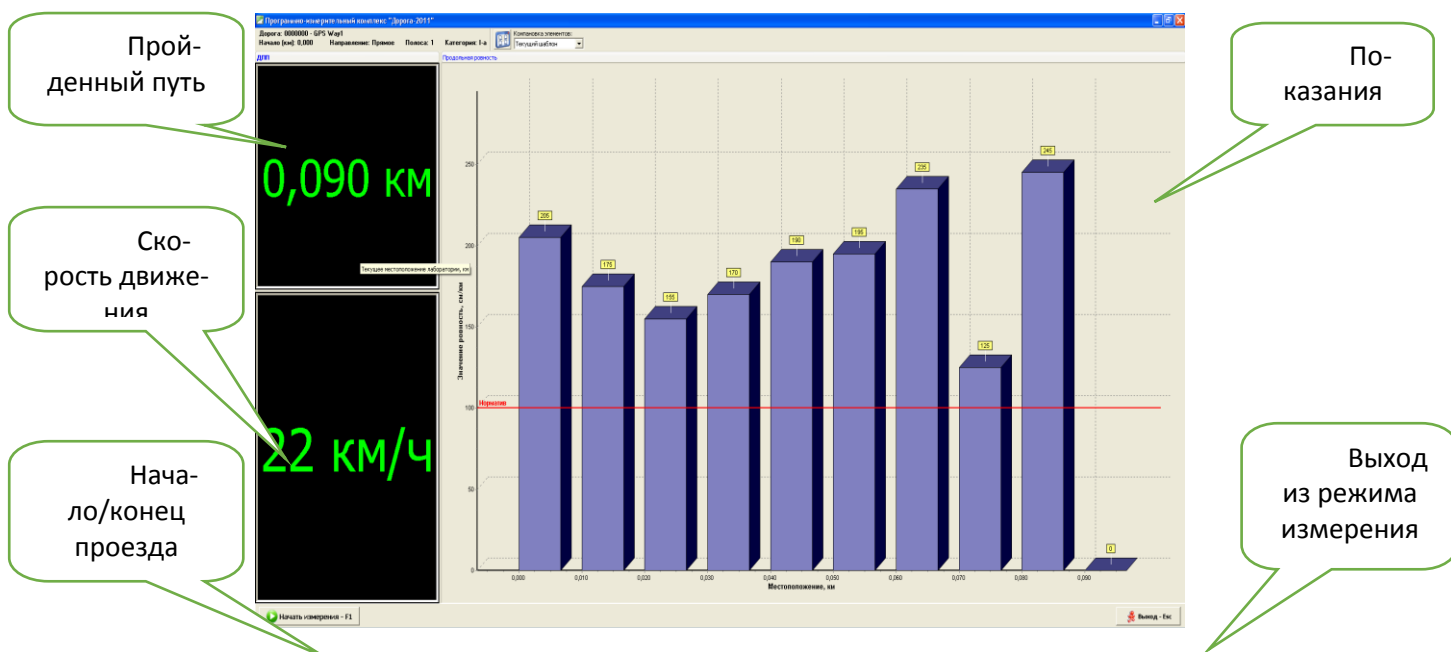 Прой-
денный путь
Ско-
рость движе-
ния
Нача-
ло/конец
проезда
По-
казания
Выход
из режима
измерения
Программно-измерительный комплекс "Дорога-2011"
Дорога: 0000000 - GPS Way1
Начало (км): 0,000 Направление: Прямое Полоса: 1 Категория: I-а
Компановка элементов:
Текущий шаблон
ДПП
Продольная ровность
0,090 км
Текущее местоположение лаборатории, км
22 км/ч
Значение ровность, см/км
250
200
150
100
50
0
Норматив
205
175
155
170
190
195
235
125
245
0
0,000 0,010 0,020 0,030 0,040 0,050 0,060 0,070 0,080 0,090
Местоположение, км
Начать измерения - F1
Выход - Esc